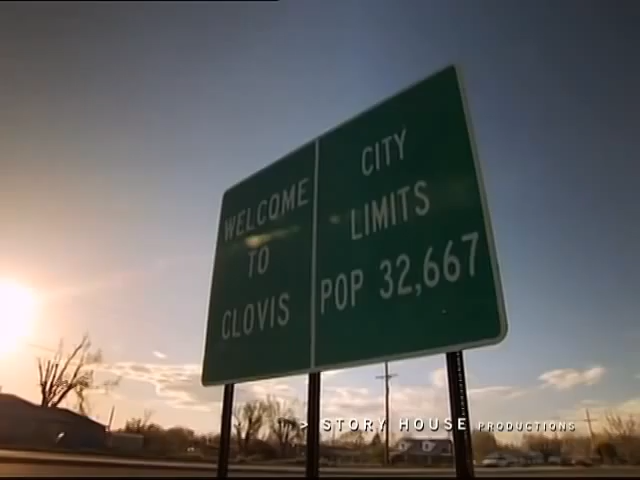 WELCOME
TO
CLOVIS
CITY
LIMITS
POP 32,667
> STORY HOUSE PRODUCTIONS